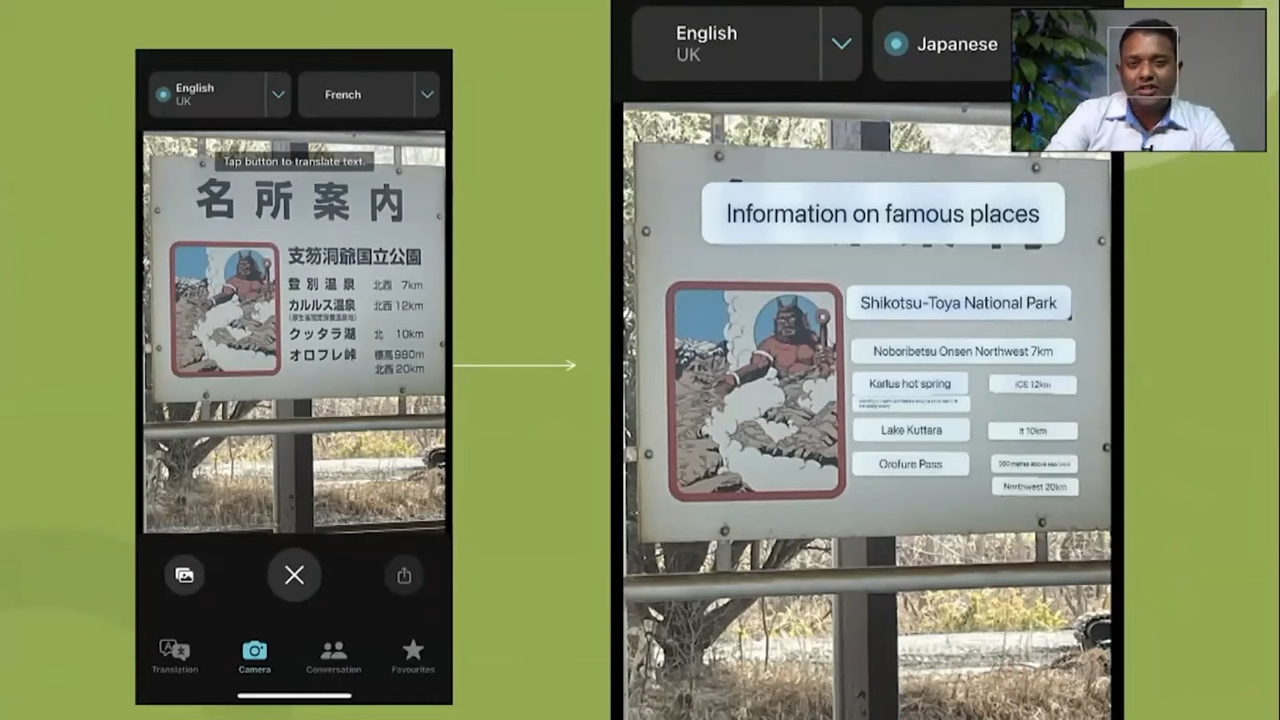 English
UK
French
Tap button to translate text.
名所案内
支笏洞爺国立公園
登別温泉 北西 7km
カルルス温泉 北西 12km
クッタラ湖 北 10km
オロフレ峠 標高980m
北西 20km
Translation
Camera
Conversation
Favourites
English
UK
Japanese
Information on famous places
Shikotsu-Toya National Park
Noboribetsu Onsen Northwest 7km
Karlus hot spring
iCE 12km
Lake Kuttara
It 10km
Orofure Pass
Northwest 20km